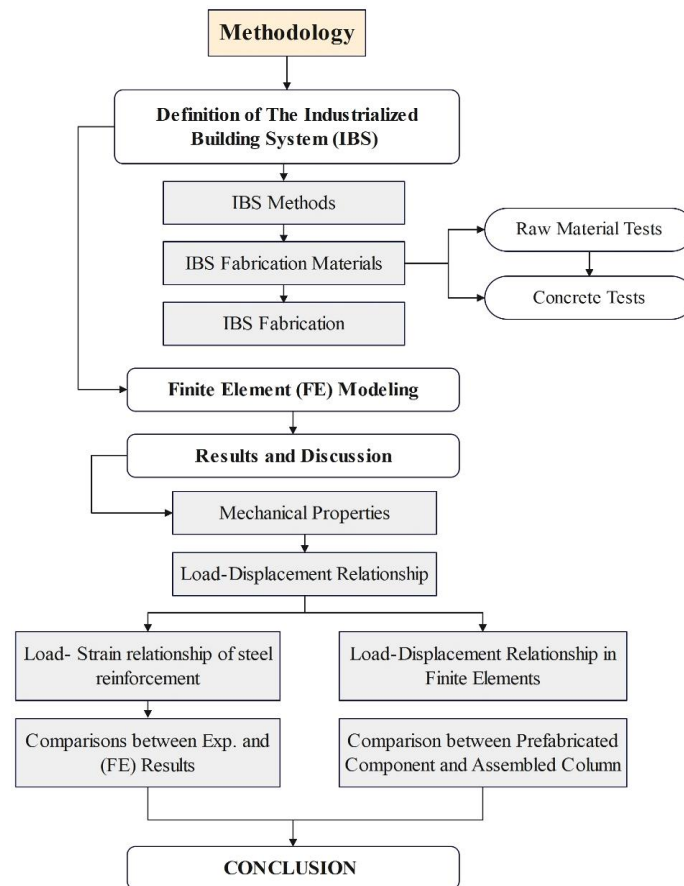 Methodology
Definition of The Industrialized
Building System (IBS)
IBS Methods
IBS Fabrication Materials
Raw Material Tests
Concrete Tests
IBS Fabrication
Finite Element (FE) Modeling
Results and Discussion
Mechanical Properties
Load-Displacement Relationship
Load- Strain relationship of steel
reinforcement
Load-Displacement Relationship in
Finite Elements
Comparisons between Exp. and
(FE) Results
Comparison between Prefabricated
Component and Assembled Column
CONCLUSION